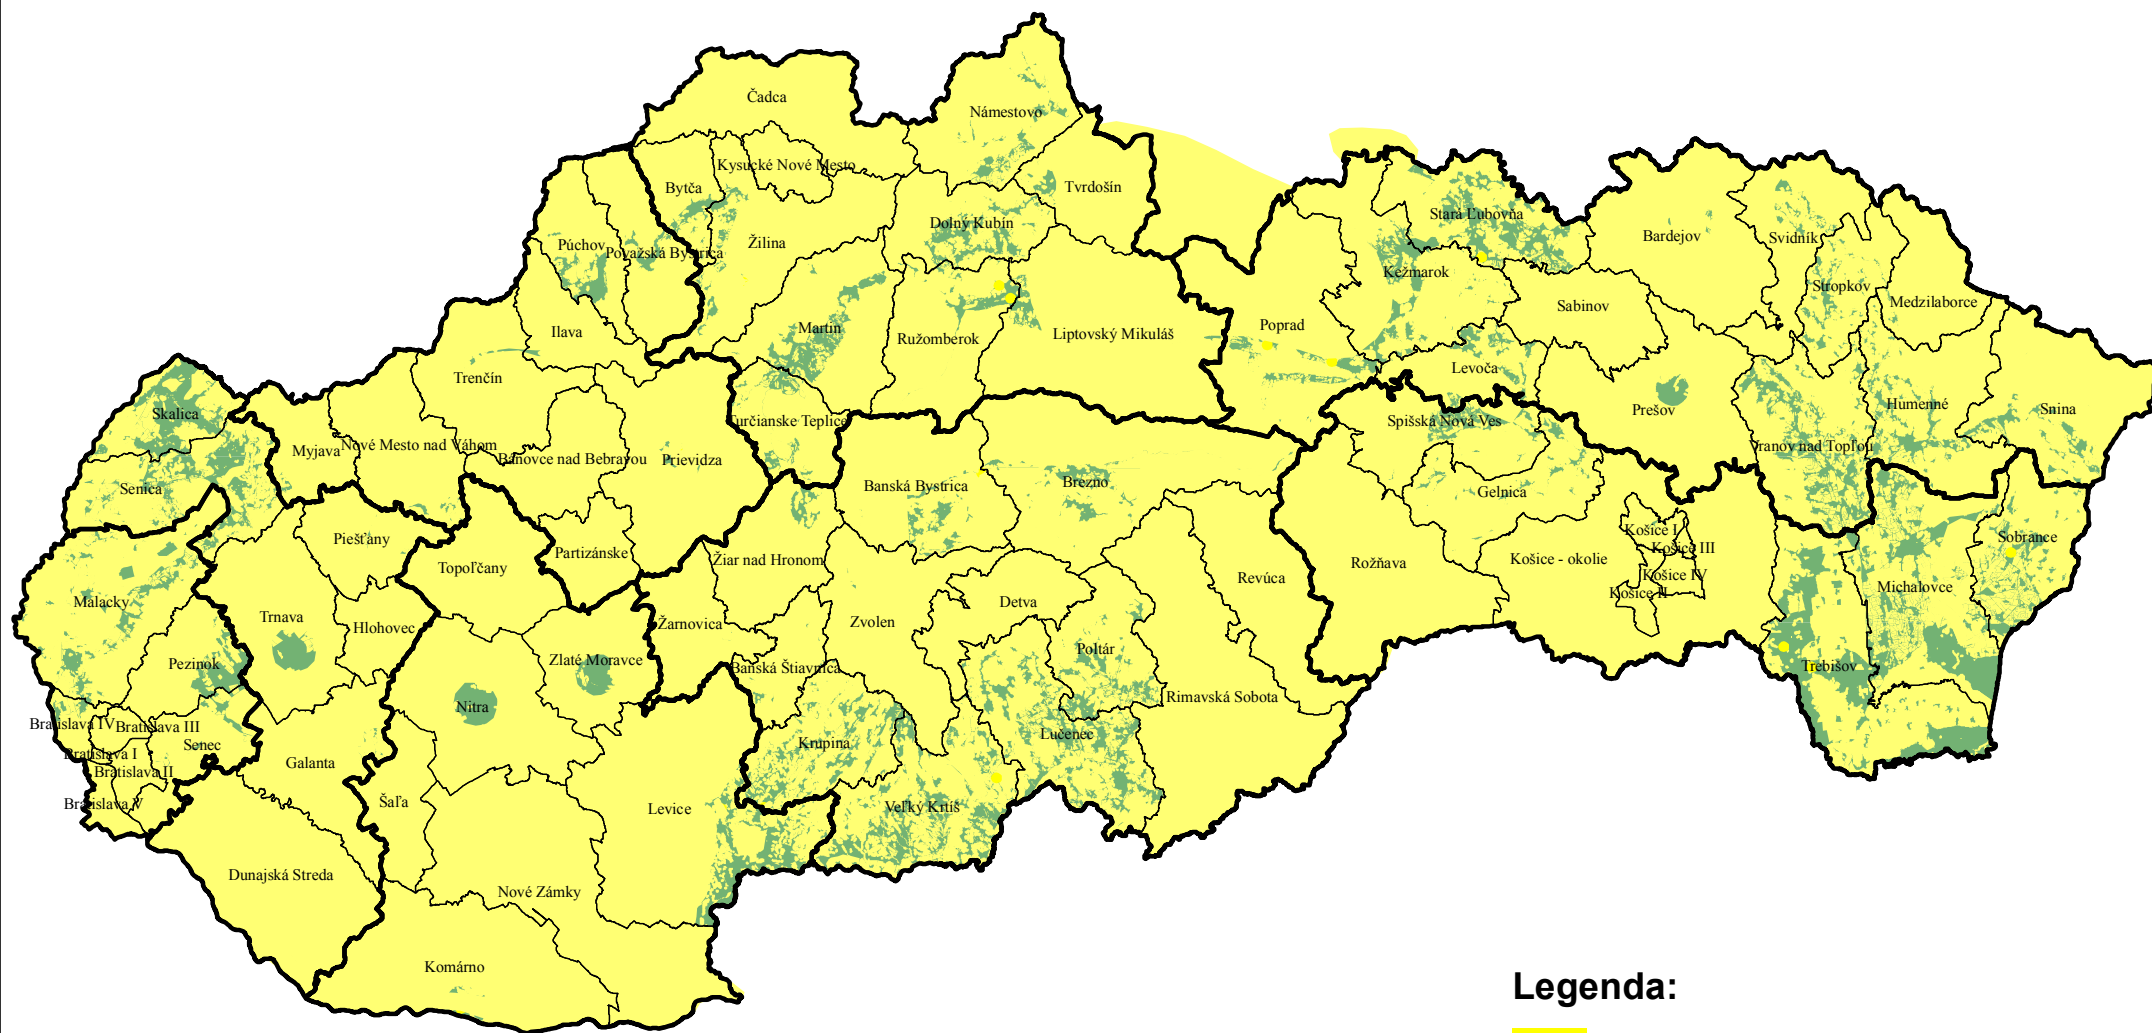 Čadca
Námestovo
Kysucké Nové Mesto
Bytča
Tvrdošín
Stará Ľubovňa
Dolný Kubín
Bardejov
Svidník
Púchov
Považská Bystrica
Žilina
Kežmarok
Stropkov
Medzilaborce
Sabinov
Ilava
Martin
Ružomberok
Liptovský Mikuláš
Poprad
Levoča
Trenčín
Skalica
Turčianske Teplice
Spišská Nová Ves
Prešov
Humenné
Snina
Myjava
Nové Mesto nad Váhom
Bánovce nad Bebravou
Prievidza
Vranov nad Topľou
Senica
Banská Bystrica
Brezno
Gelnica
Piešťany
Partizánske
Topoľčany
Žiar nad Hronom
Revúca
Rožňava
Košice - okolie
Košice I
Košice III
Košice IV
Košice II
Sobrance
Michalovce
Malacky
Trnava
Hlohovec
Žarnovica
Zvolen
Detva
Poltár
Pezinok
Zlaté Moravce
Banská Štiavnica
Rimavská Sobota
Trebišov
Nitra
Bratislava IV
Bratislava III
Senec
Bratislava I
Bratislava II
Bratislava V
Galanta
Krupina
Lučenec
Šaľa
Levice
Veľký Krtíš
Dunajská Streda
Nové Zámky
Komárno
Legenda: